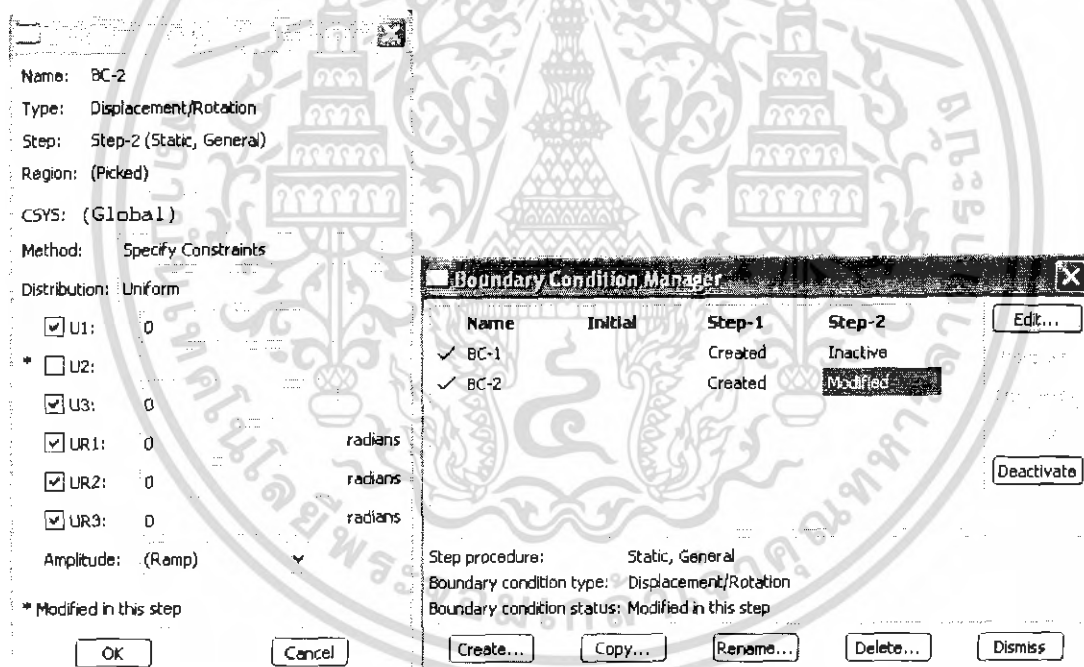 Name: BC-2
Type: Displacement/Rotation
Step: Step-2 (Static, General)
Region: (Picked)
CSYS: (Global)
Method: Specify Constraints
Distribution: Uniform
U1: 0
* U2:
U3: 0
UR1: 0 radians
UR2: 0 radians
UR3: 0 radians
Amplitude: (Ramp)
* Modified in this step
OK Cancel
Boundary Condition Manager
Name Initial Step-1 Step-2
BC-1 Created Inactive
BC-2 Created Modified
Edit...
Deactivate
Step procedure: Static, General
Boundary condition type: Displacement/Rotation
Boundary condition status: Modified in this step
Create... Copy... Rename... Delete... Dismiss